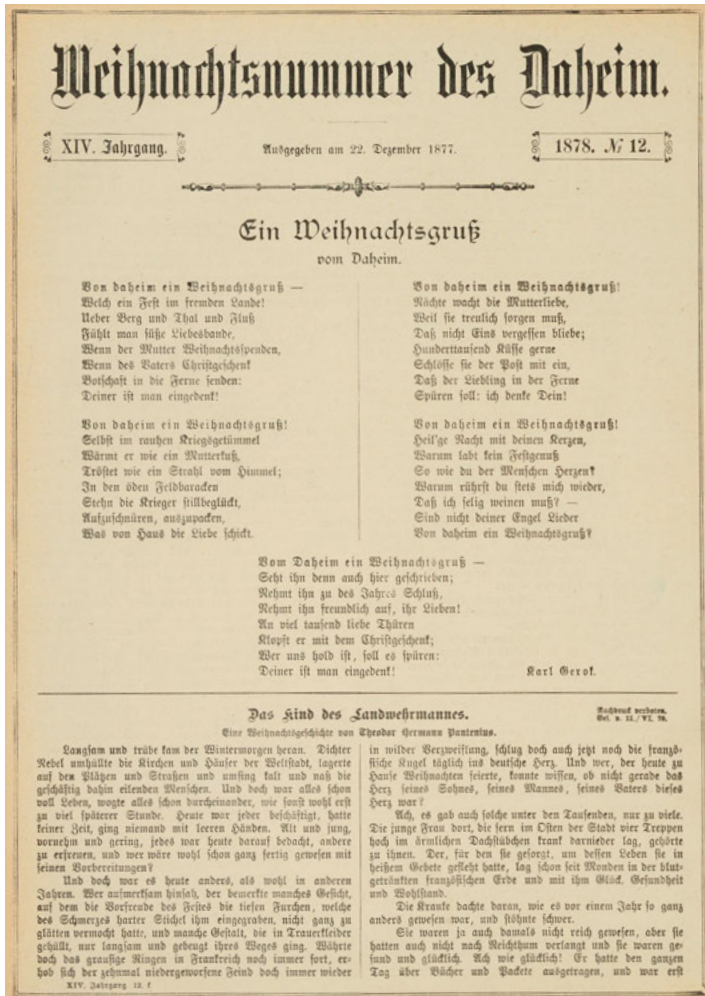 Weihnachtsnummer des Daheim.
XIV. Jahrgang.
Ausgegeben am 22. Dezember 1877.
1878. № 12.
Ein Weihnachtsgruß
vom Daheim.
Von daheim ein Weihnachtsgruß —
Welch ein Fest im fremden Lande!
Ueber Berg und Thal und Fluß
Fühlt man süße Liebesbande,
Wenn der Mutter Weihnachtsspenden,
Wenn des Vaters Christgeschenk
Botschaft in die Ferne senden:
Deiner ist man eingedenk!
Von daheim ein Weihnachtsgruß!
Selbst im rauhen Kriegsgetümmel
Wärmt er wie ein Mutterkuß,
Tröstet wie ein Strahl vom Himmel;
In den öden Feldbaracken
Stehn die Krieger stillbeglückt,
Aufzuschnüren, auszupacken,
Was von Haus die Liebe schickt.
Von daheim ein Weihnachtsgruß!
Nächte wacht die Mutterliebe,
Weil sie treulich sorgen muß,
Daß nicht Eins vergessen bliebe;
Hunderttausend Küsse gerne
Schlösse sie der Post mit ein,
Daß der Liebling in der Ferne
Spüren soll: ich denke Dein!
Von daheim ein Weihnachtsgruß!
Heil'ge Nacht mit deinen Kerzen,
Warum labt kein Festgenuß
So wie du der Menschen Herzen?
Warum rührst du stets mich wieder,
Daß ich selig weinen muß? —
Sind nicht deiner Engel Lieder
Von daheim ein Weihnachtsgruß?
Vom Daheim ein Weihnachtsgruß —
Seht ihn denn auch hier geschrieben;
Nehmt ihn zu des Jahres Schluß,
Nehmt ihn freundlich auf, ihr Lieben!
An viel tausend liebe Thüren
Klopft er mit dem Christgeschenk;
Wer uns hold ist, soll es spüren:
Deiner ist man eingedenk!
Karl Gerok.
Das Kind des Landwehrmannes.
Nachdruck verboten.
Ges. v. 11./VI. 70.
Eine Weihnachtsgeschichte von Theodor Hermann Pantenius.
Langsam und trübe kam der Wintermorgen heran. Dichter
Nebel umhüllte die Kirchen und Häuser der Weltstadt, lagerte
auf den Plätzen und Straßen und umfing kalt und naß die
geschäftig dahin eilenden Menschen. Und doch war alles schon
voll Leben, wogte alles schon durcheinander, wie sonst wohl erst
zu viel späterer Stunde. Heute war jeder beschäftigt, hatte
keiner Zeit, ging niemand mit leeren Händen. Alt und jung,
vornehm und gering, jedes war heute darauf bedacht, andere
zu erfreuen, und wer wäre wohl schon ganz fertig gewesen mit
seinen Vorbereitungen?
Und doch war es heute anders, als wohl in anderen
Jahren. Wer aufmerksam hinsah, der bemerkte manches Gesicht,
auf dem die Vorfreude des Festes die tiefen Furchen, welche
des Schmerzes harter Stichel ihm eingegraben, nicht ganz zu
glätten vermocht hatte, und manche Gestalt, die in Trauerkleider
gehüllt, nur langsam und gebeugt ihres Weges ging. Währte
doch das grausige Ringen in Frankreich noch immer fort, er-
hob sich der zehnmal niedergeworfene Feind doch immer wieder
XIV. Jahrgang 12. f
in wilder Verzweiflung, schlug doch auch jetzt noch die franzö-
sische Kugel täglich ins deutsche Herz. Und wer, der heute zu
Hause Weihnachten feierte, konnte wissen, ob nicht gerade das
Herz seines Sohnes, seines Mannes, seines Vaters dieses
Herz war?
Ach, es gab auch solche unter den Tausenden, nur zu viele.
Die junge Frau dort, die fern im Osten der Stadt vier Treppen
hoch im ärmlichen Dachstübchen krank darnieder lag, gehörte
zu ihnen. Der, für den sie gesorgt, um dessen Leben sie in
heißem Gebete gefleht hatte, lag schon seit Monden in der blut-
getränkten französischen Erde und mit ihm Glück, Gesundheit
und Wohlstand.
Die Kranke dachte daran, wie es vor einem Jahr so ganz
anders gewesen war, und stöhnte schwer.
Sie waren ja auch damals nicht reich gewesen, aber sie
hatten auch nicht nach Reichthum verlangt und sie waren ge-
sund und glücklich. Ach wie glücklich! Er hatte den ganzen
Tag über Bücher und Packete ausgetragen, und war erst